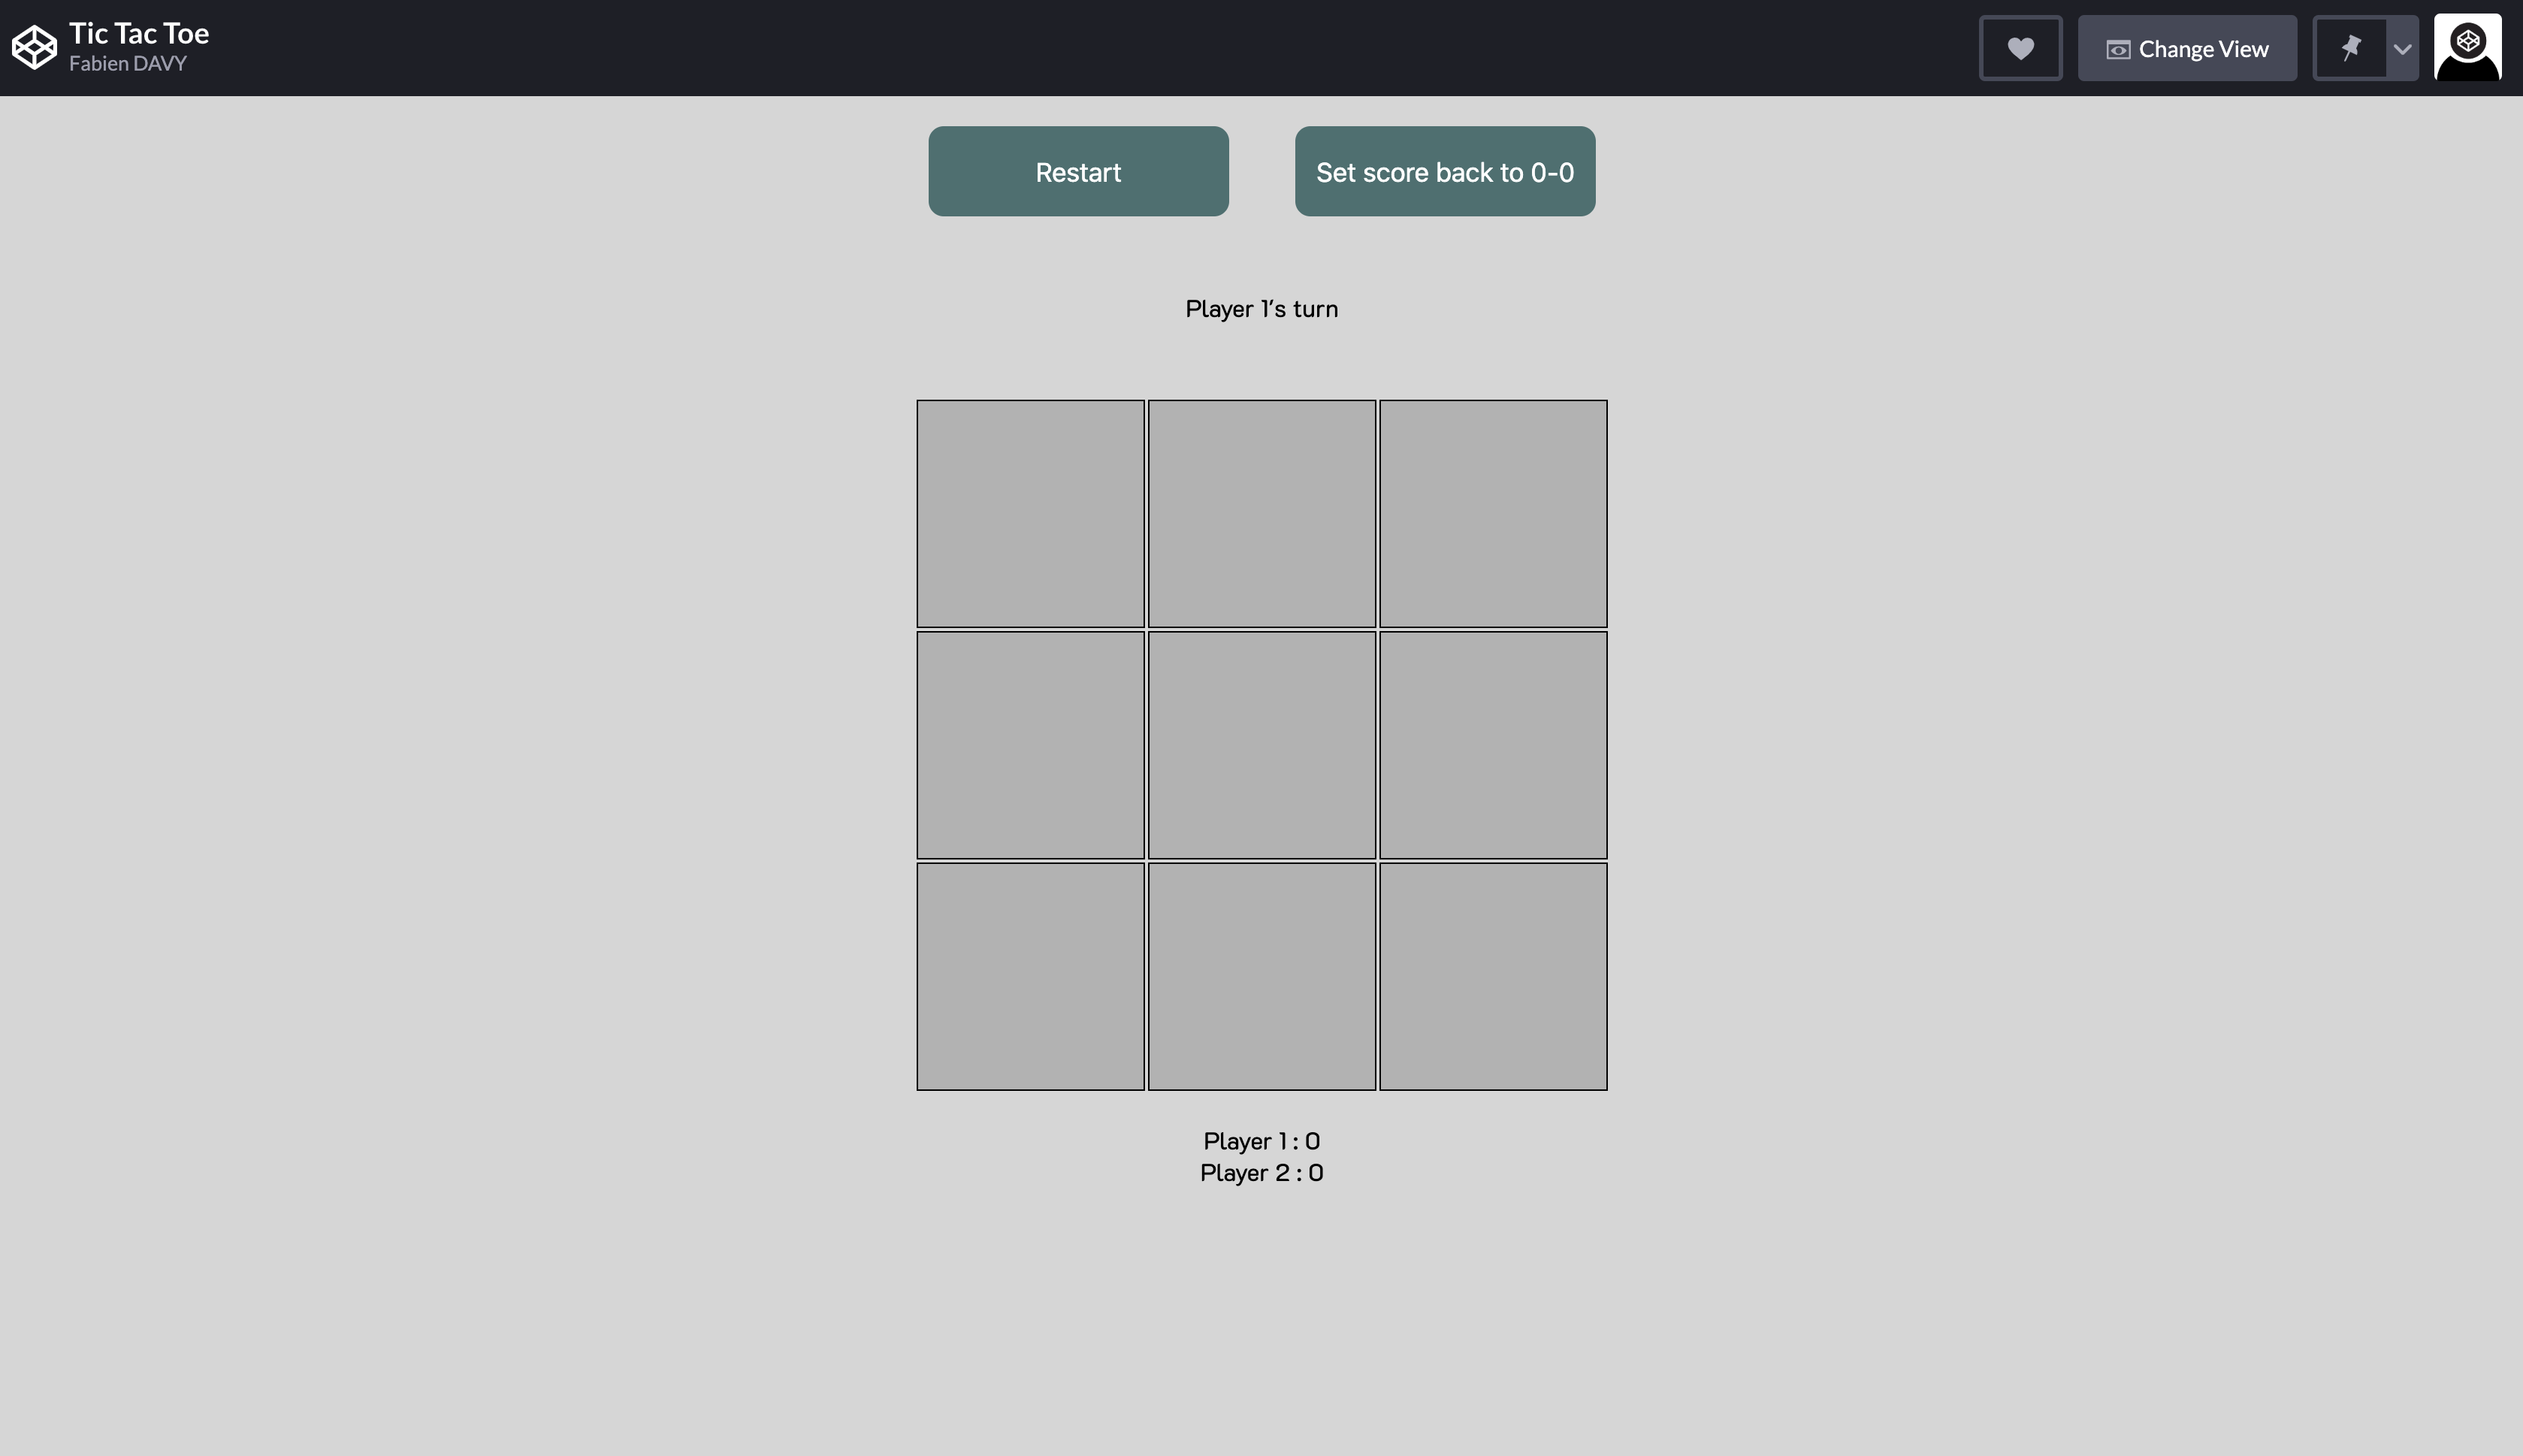 Tic Tac Toe
Fabien DAVY
Change View
Restart
Set score back to 0-0
Player 1's turn
Player 1 : 0
Player 2 : 0